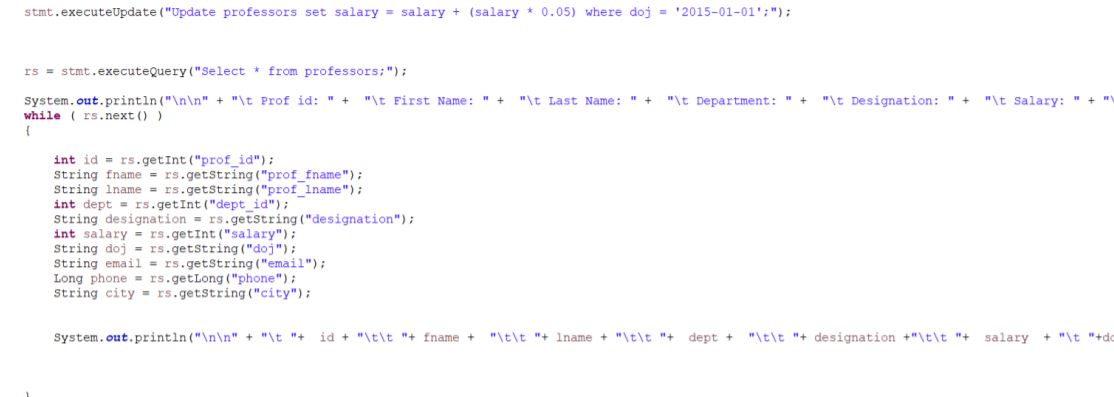 stmt.executeUpdate("Update professors set salary = salary + (salary * 0.05) where doj = '2015-01-01';");
rs = stmt.executeQuery("Select * from professors;");
System.out.println("\n\n" + "\t Prof id: " +  "\t First Name: " +  "\t Last Name: " +  "\t Department: " +  "\t Designation: " +  "\t Salary: " + "\
while ( rs.next() )
{
int id = rs.getInt("prof_id");
String fname = rs.getString("prof_fname");
String lname = rs.getString("prof_lname");
int dept = rs.getInt("dept_id");
String designation = rs.getString("designation");
int salary = rs.getInt("salary");
String doj = rs.getString("doj");
String email = rs.getString("email");
Long phone = rs.getLong("phone");
String city = rs.getString("city");
System.out.println("\n\n" + "\t "+  id + "\t\t "+ fname +  "\t\t "+ lname + "\t\t "+  dept +  "\t\t "+ designation +"\t\t "+  salary  + "\t "+do
}